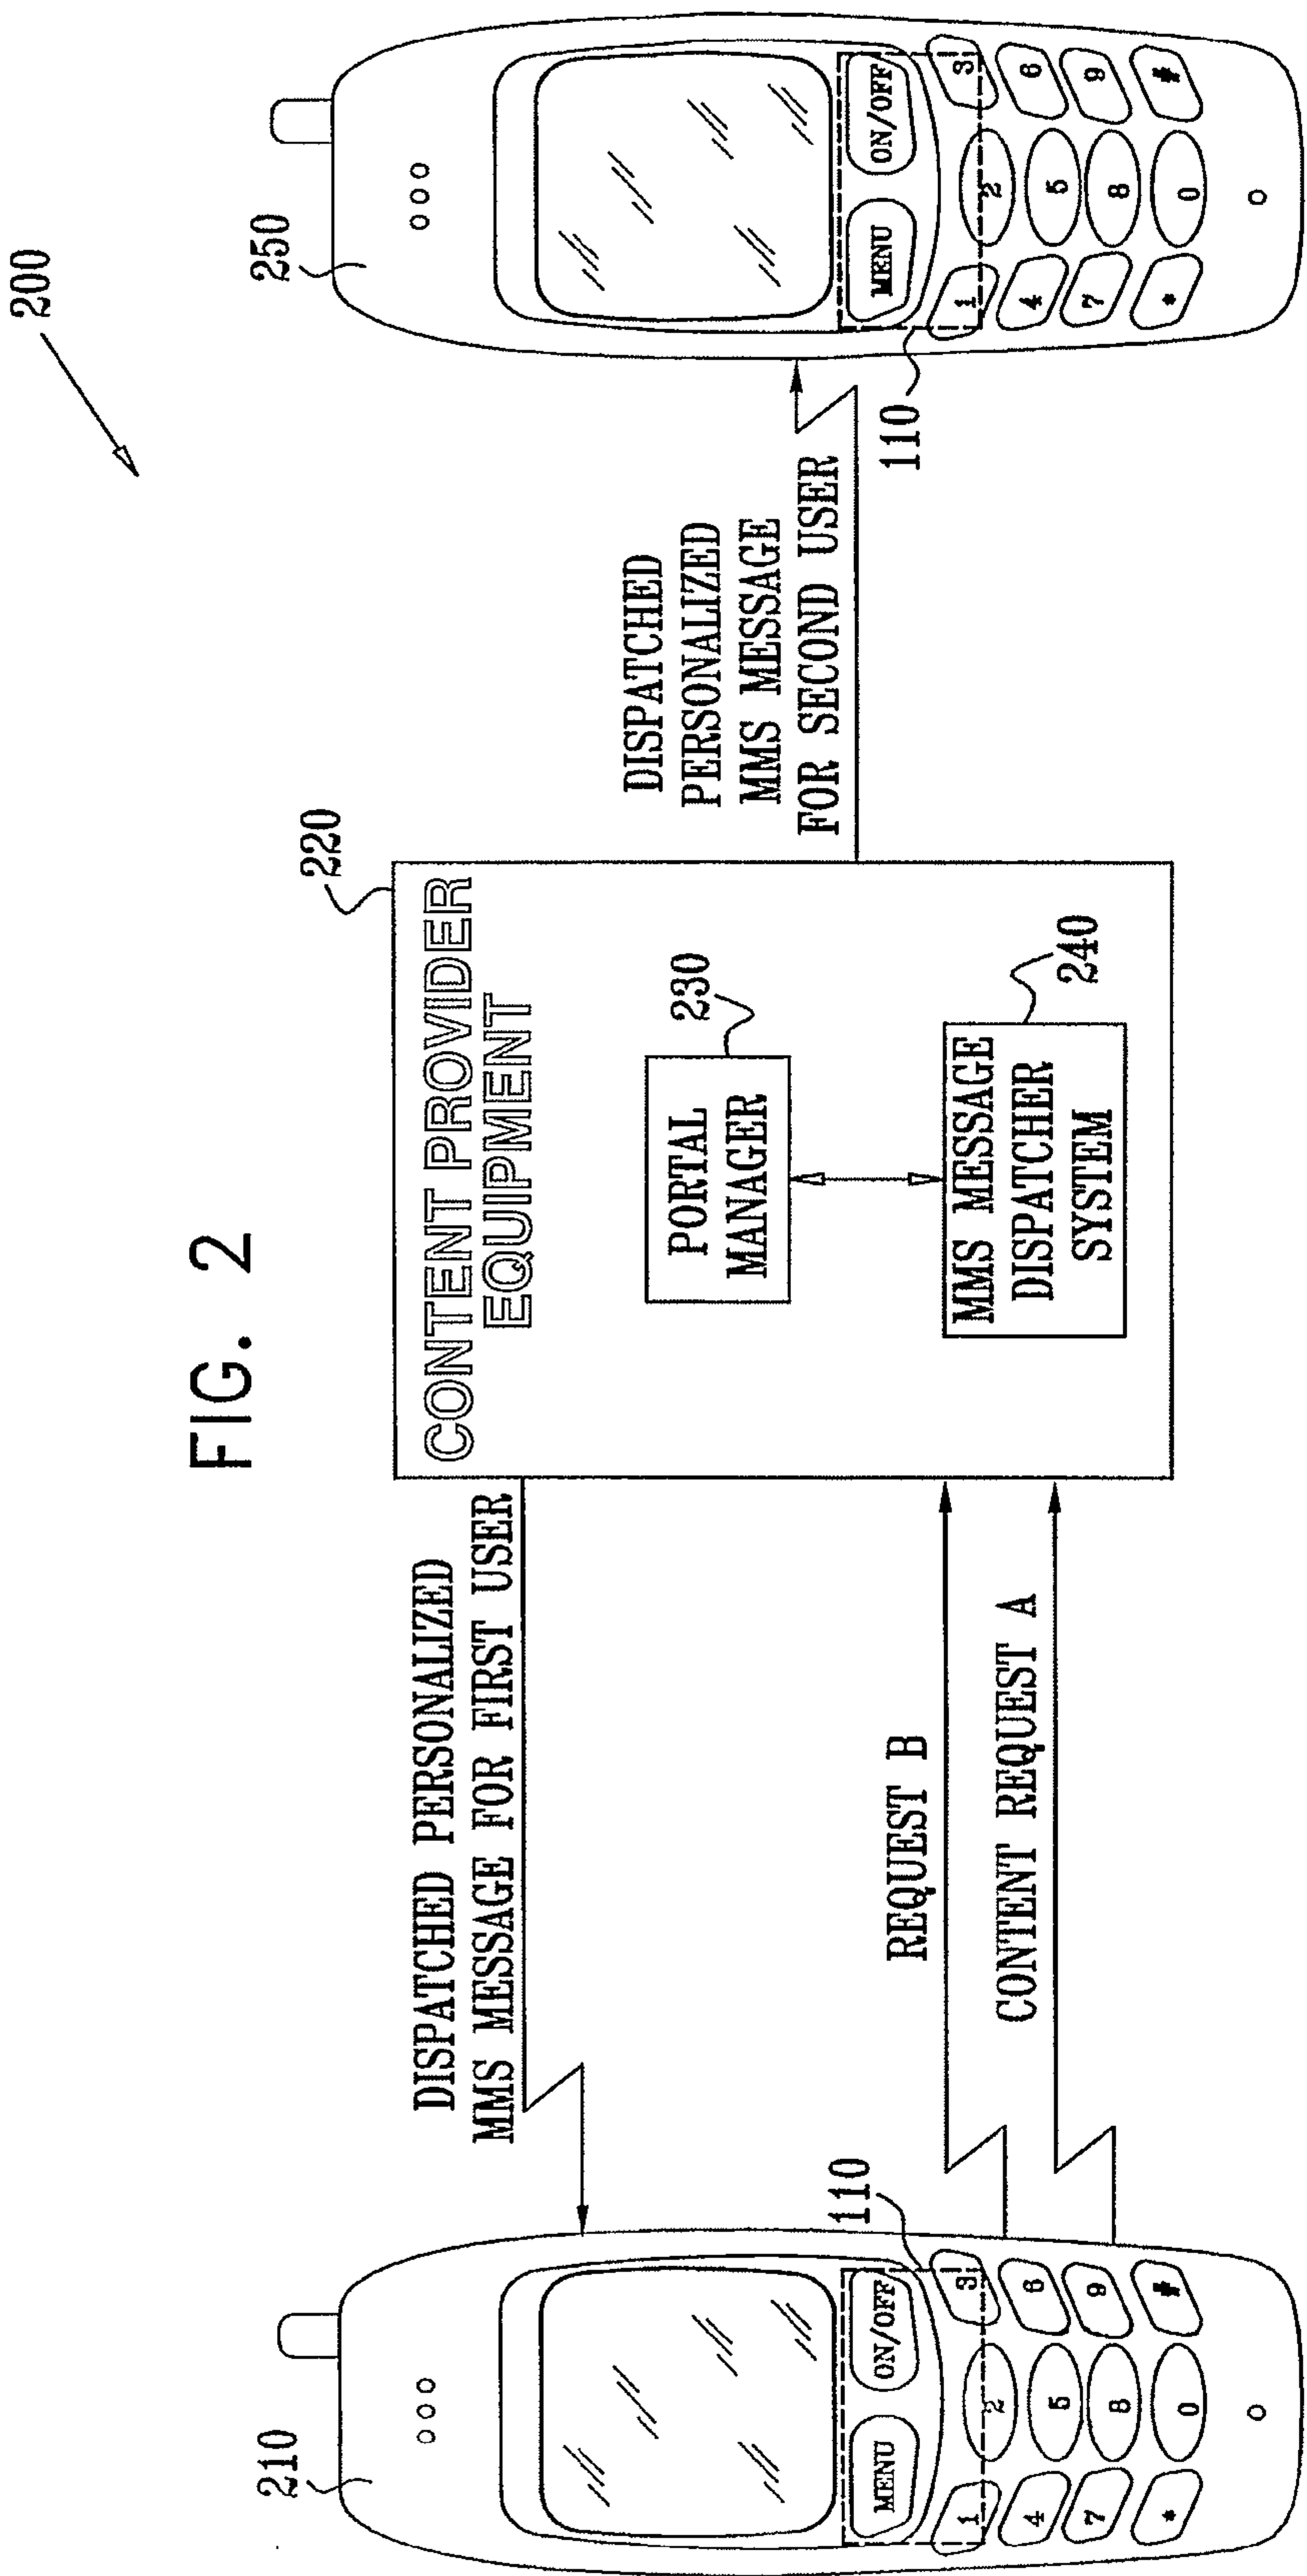 FIG. 2
200
210
MENU
ON/OFF
1
2
3
4
5
6
7
8
9
*
0
#
110
DISPATCHED PERSONALIZED
MMS MESSAGE FOR FIRST USER
REQUEST B
CONTENT REQUEST A
220
CONTENT PROVIDER
EQUIPMENT
230
PORTAL
MANAGER
240
MMS MESSAGE
DISPATCHER
SYSTEM
DISPATCHED
PERSONALIZED
MMS MESSAGE
FOR SECOND USER
250
MENU
ON/OFF
1
2
3
4
5
6
7
8
9
*
0
#
110